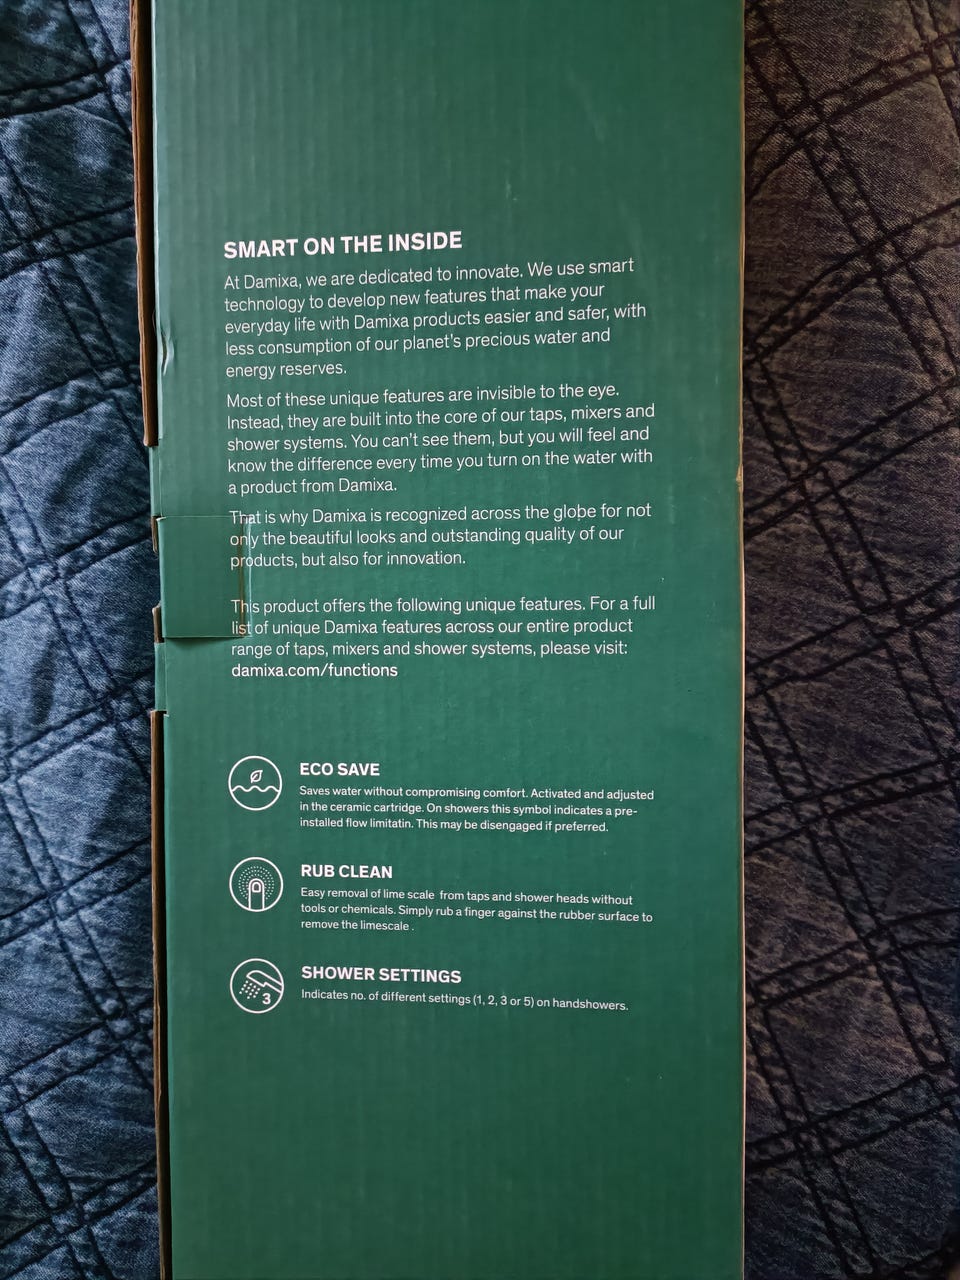 SMART ON THE INSIDE
At Damixa, we are dedicated to innovate. We use smart
technology to develop new features that make your
everyday life with Damixa products easier and safer, with
less consumption of our planet's precious water and
energy reserves.
Most of these unique features are invisible to the eye.
Instead, they are built into the core of our taps, mixers and
shower systems. You can't see them, but you will feel and
know the difference every time you turn on the water with
a product from Damixa.
That is why Damixa is recognized across the globe for not
only the beautiful looks and outstanding quality of our
products, but also for innovation.
This product offers the following unique features. For a full
list of unique Damixa features across our entire product
range of taps, mixers and shower systems, please visit:
damixa.com/functions
ECO SAVE
Saves water without compromising comfort. Activated and adjusted
in the ceramic cartridge. On showers this symbol indicates a pre-
installed flow limitatin. This may be disengaged if preferred.
RUB CLEAN
Easy removal of lime scale from taps and shower heads without
tools or chemicals. Simply rub a finger against the rubber surface to
remove the limescale .
3
SHOWER SETTINGS
Indicates no. of different settings (1, 2, 3 or 5) on handshowers.